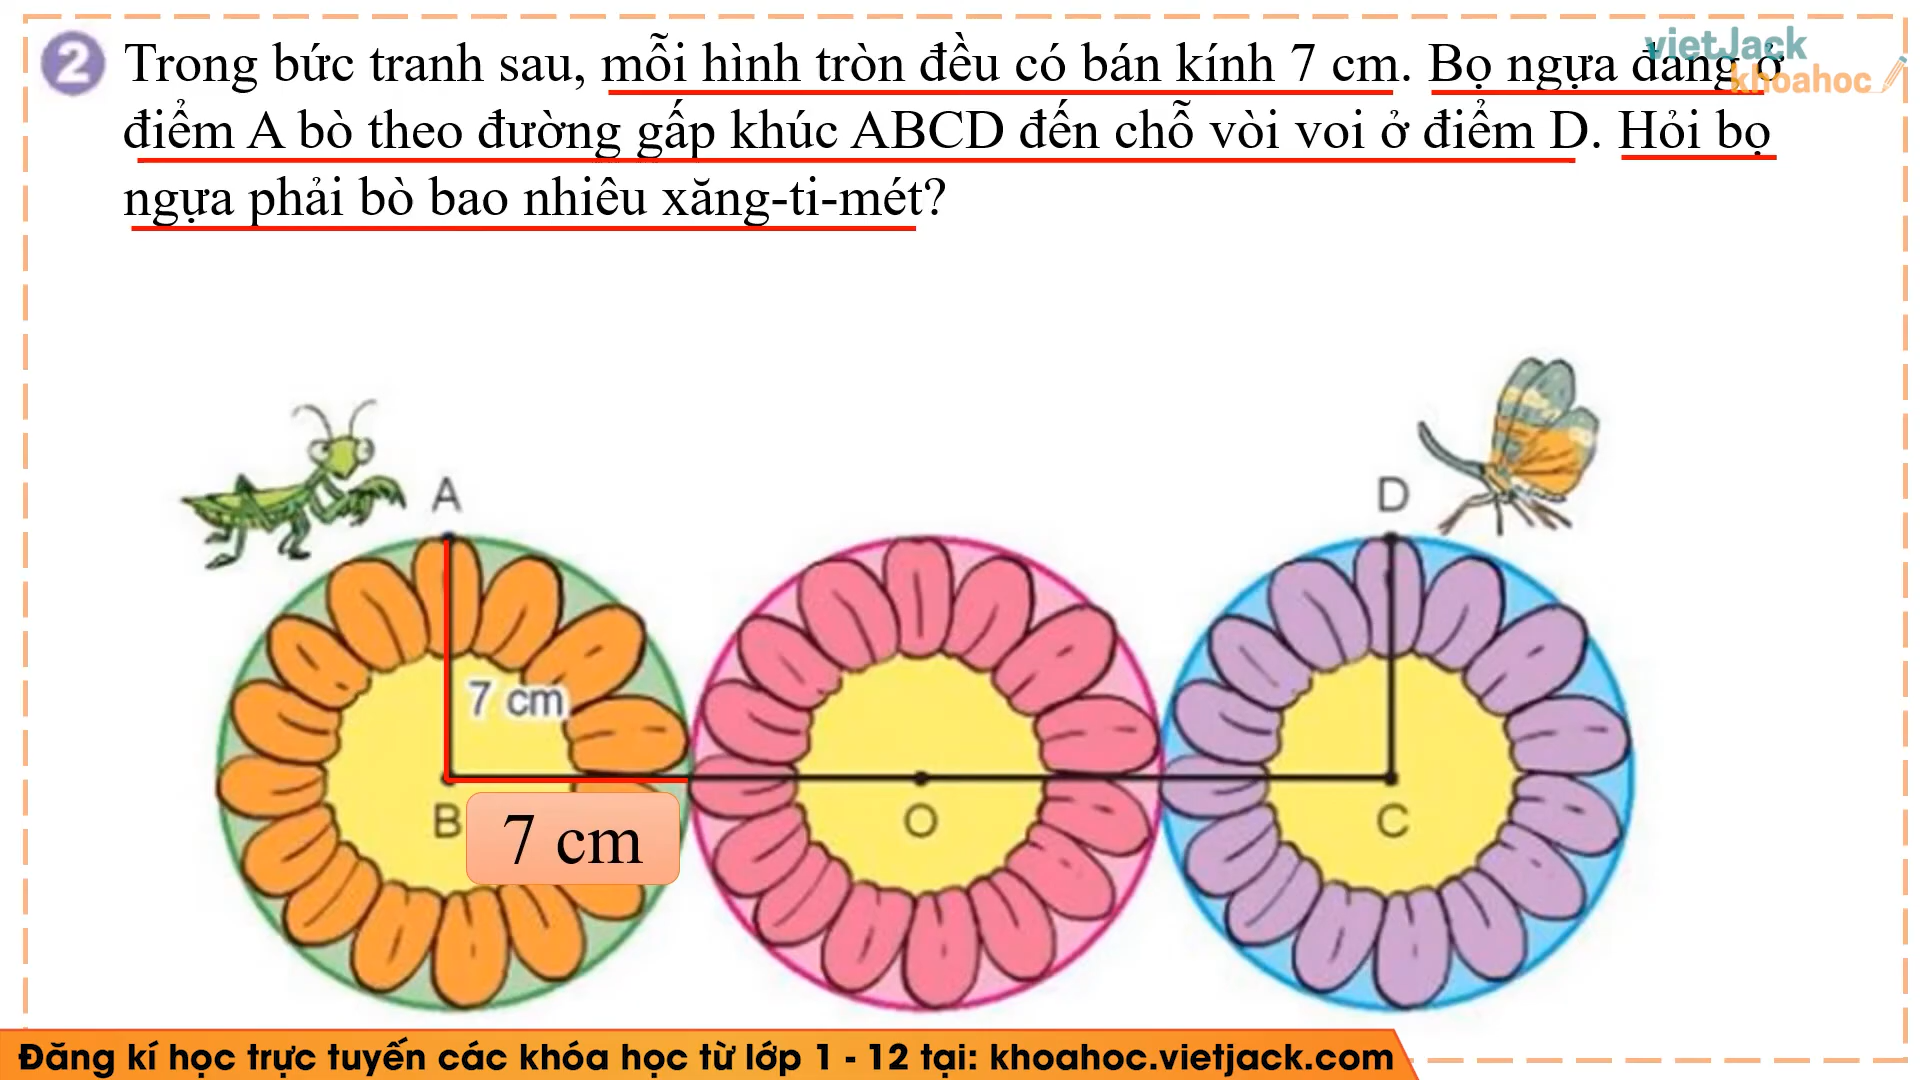 2 Trong bức tranh sau, mỗi hình tròn đều có bán kính 7 cm. Bọ ngựa đang ở
điểm A bò theo đường gấp khúc ABCD đến chỗ vòi voi ở điểm D. Hỏi bọ
ngựa phải bò bao nhiêu xăng-ti-mét?
vietJack
khoahoc
A
D
7 cm
B
O
C
7 cm
Đăng kí học trực tuyến các khóa học từ lớp 1 - 12 tại: khoahoc.vietjack.com